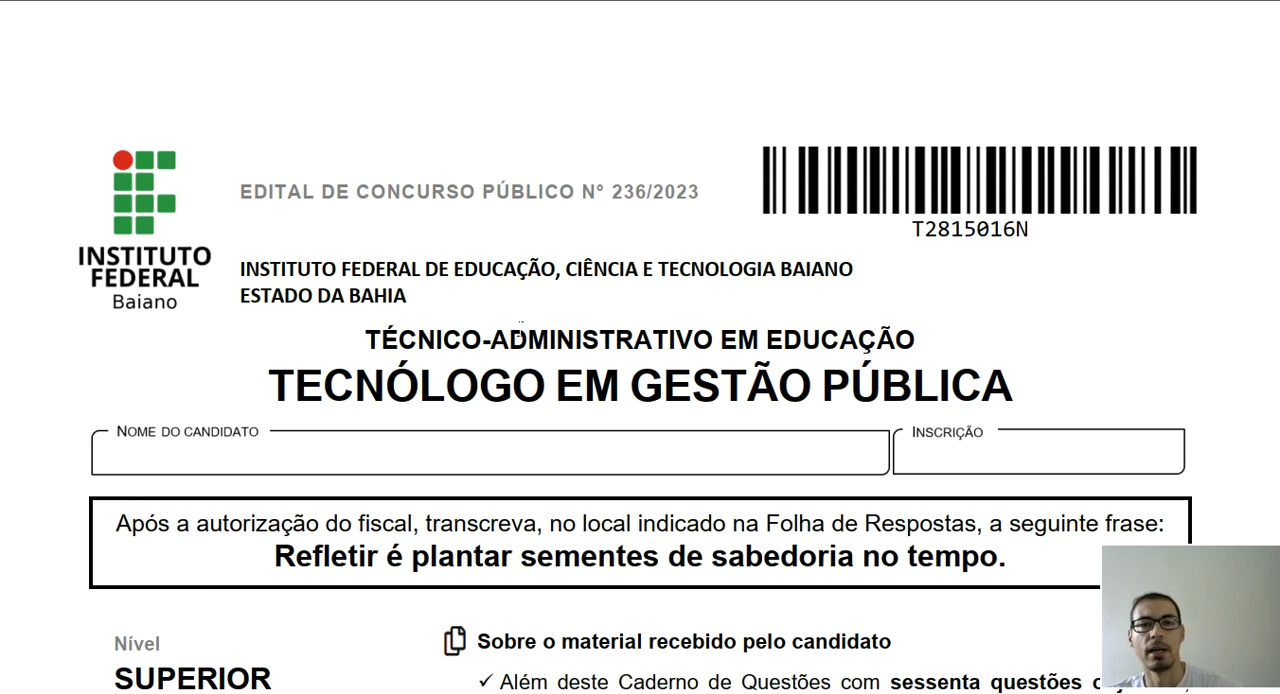 EDITAL DE CONCURSO PÚBLICO Nº 236/2023
T2815016N
INSTITUTO
FEDERAL
Baiano
INSTITUTO FEDERAL DE EDUCAÇÃO, CIÊNCIA E TECNOLOGIA BAIANO
ESTADO DA BAHIA
TÉCNICO-ADMINISTRATIVO EM EDUCAÇÃO
TECNÓLOGO EM GESTÃO PÚBLICA
NOME DO CANDIDATO
INSCRIÇÃO
Após a autorização do fiscal, transcreva, no local indicado na Folha de Respostas, a seguinte frase:
Refletir é plantar sementes de sabedoria no tempo.
Nível
SUPERIOR
Sobre o material recebido pelo candidato
✓ Além deste Caderno de Questões com sessenta questões